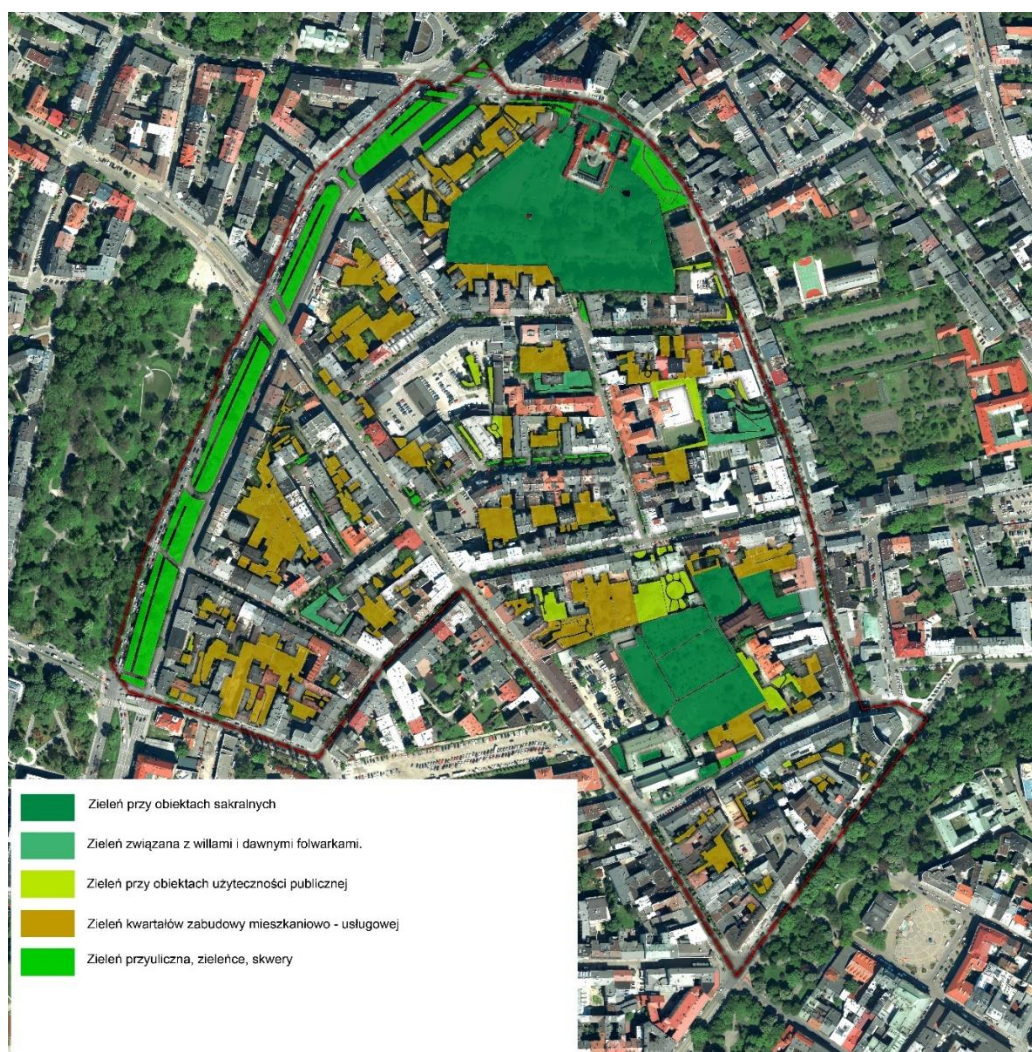 Zieleń przy obiektach sakralnych
Zieleń związana z willami i dawnymi folwarkami.
Zieleń przy obiektach użyteczności publicznej
Zieleń kwartałów zabudowy mieszkaniowo - usługowej
Zieleń przyuliczna, zieleńce, skwery